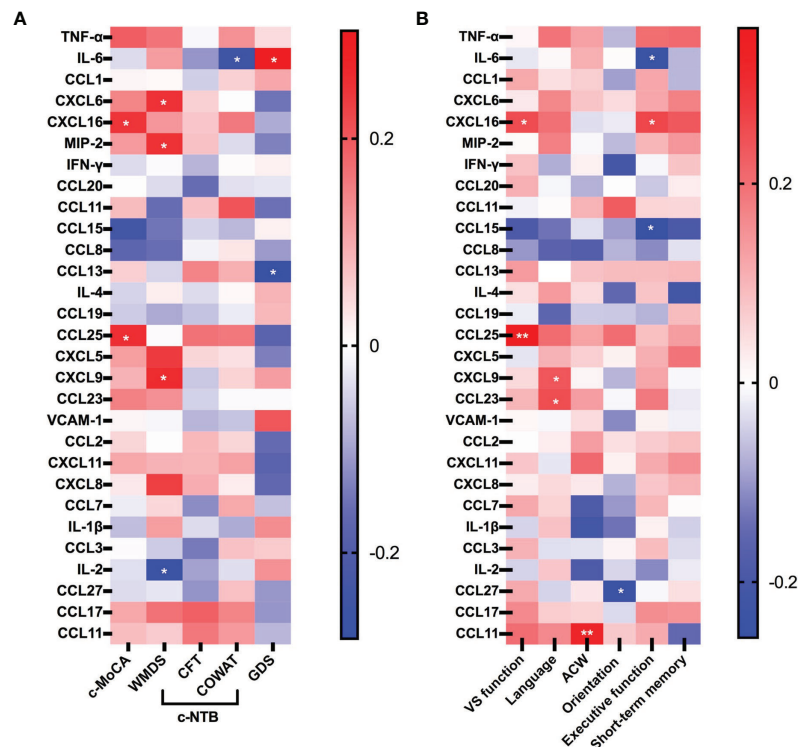 A
TNF-α
IL-6
CCL1
CXCL6
CXCL16
MIP-2
IFN-γ
CCL20
CCL11
CCL15
CCL8
CCL13
IL-4
CCL19
CCL25
CXCL5
CXCL9
CCL23
VCAM-1
CCL2
CXCL11
CXCL8
CCL7
IL-1β
CCL3
IL-2
CCL27
CCL17
CCL11
*
*
*
*
*
*
*
*
*
c-MoCA
WMDS
CFT
COWAT
GDS
c-NTB
0.2
0
-0.2
B
TNF-α
IL-6
CCL1
CXCL6
CXCL16
MIP-2
IFN-γ
CCL20
CCL11
CCL15
CCL8
CCL13
IL-4
CCL19
CCL25
CXCL5
CXCL9
CCL23
VCAM-1
CCL2
CXCL11
CXCL8
CCL7
IL-1β
CCL3
IL-2
CCL27
CCL17
CCL11
*
* *
*
**
*
*
*
**
VS function
Language
ACW
Orientation
Executive function
Short-term memory
0.2
0
-0.2